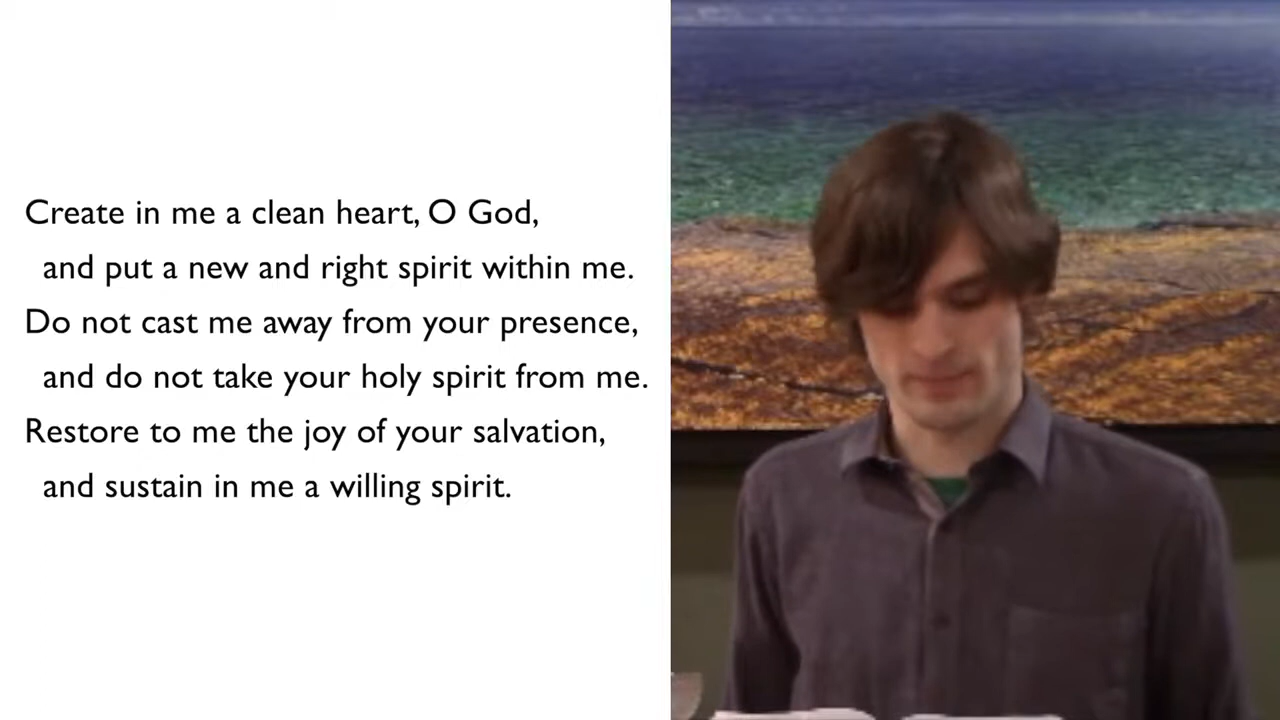 Create in me a clean heart, O God,
and put a new and right spirit within me.
Do not cast me away from your presence,
and do not take your holy spirit from me.
Restore to me the joy of your salvation,
and sustain in me a willing spirit.